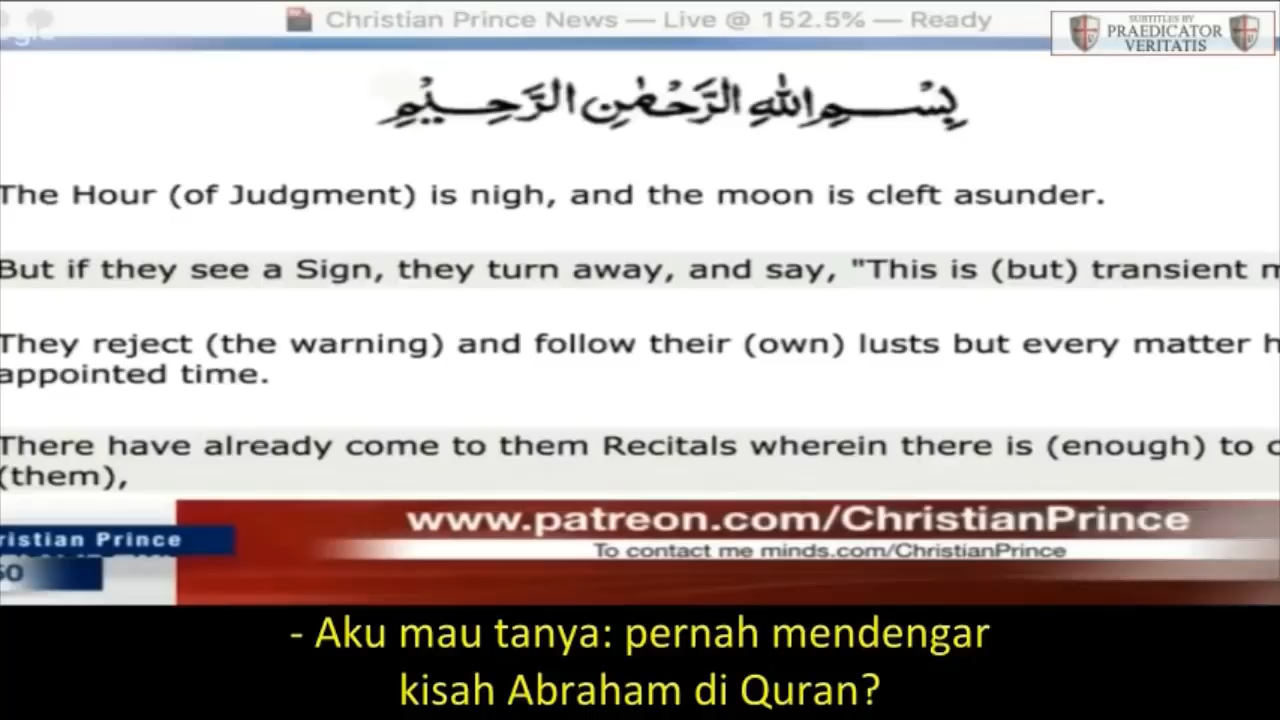 Christian Prince News — Live @ 152.5% — Ready
SUBTITLES BY
PRAEDICATOR
VERITATIS
بِسْمِ اللهِ الرَّحْمٰنِ الرَّحِيْمِ
The Hour (of Judgment) is nigh, and the moon is cleft asunder.
But if they see a Sign, they turn away, and say, "This is (but) transient m
They reject (the warning) and follow their (own) lusts but every matter h
appointed time.
There have already come to them Recitals wherein there is (enough) to c
(them),
www.patreon.com/ChristianPrince
ristian Prince
To contact me minds.com/ChristianPrince
- Aku mau tanya: pernah mendengar
kisah Abraham di Quran?